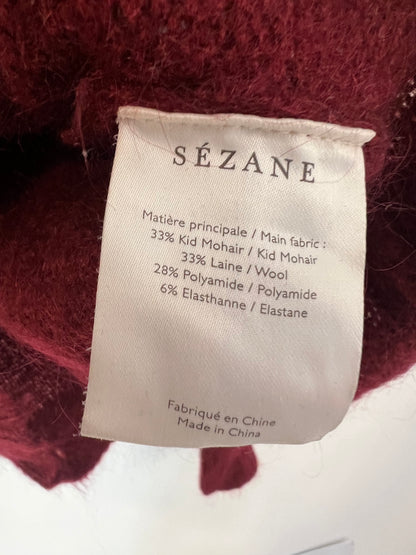 SÉZANE
Matière principale / Main fabric :
33% Kid Mohair / Kid Mohair
33% Laine / Wool
28% Polyamide / Polyamide
6% Elasthanne / Elastane
Fabriqué en Chine
Made in China